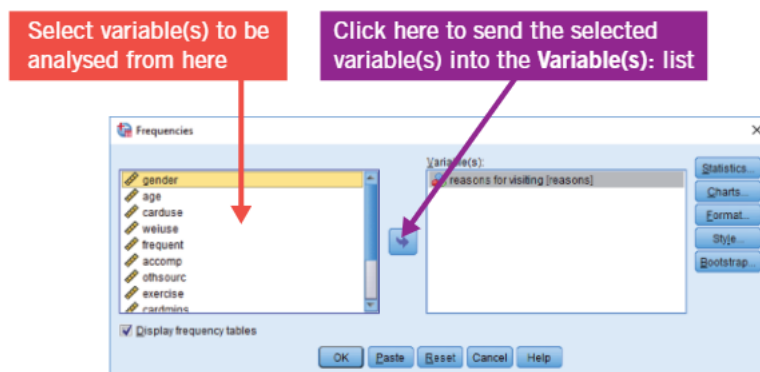 Select variable(s) to be
analysed from here
Click here to send the selected
variable(s) into the Variable(s): list
Frequencies
Variable(s):
gender
age
carduse
weiuse
frequent
accomp
othsourc
exercise
cardmins
reasons for visiting [reasons]
Statistics...
Charts...
Format...
Style...
Bootstrap...
Display frequency tables
OK Paste Reset Cancel Help